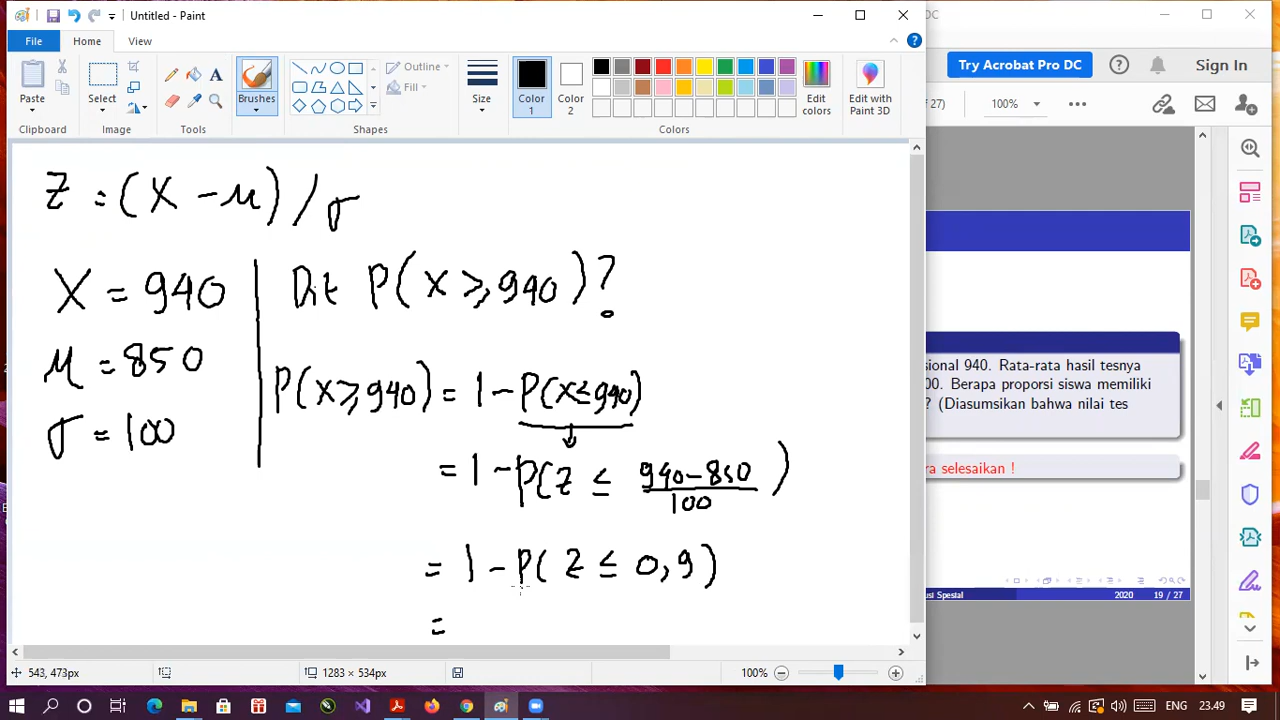 Untitled - Paint
DC
File
Home
View
Try Acrobat Pro DC
Sign In
Paste
Select
Brushes
Outline
Fill
Size
Color 1
Color 2
Edit colors
Edit with Paint 3D
Clipboard
Image
Tools
Shapes
Colors
/ 27)
100%
Z = (X - μ) / σ
X = 940
Dit P(X ≥ 940)?
μ = 850
σ = 100
P(X ≥ 940) = 1 - P(X ≤ 940)
= 1 - P(Z ≤ 940-850/100)
= 1 - P(Z ≤ 0,9)
=
sional 940. Rata-rata hasil tesnya
00. Berapa proporsi siswa memiliki
? (Diasumsikan bahwa nilai tes
ra selesaikan !
2020
19 / 27
543, 473px
1283 × 534px
100%
ENG
23.49